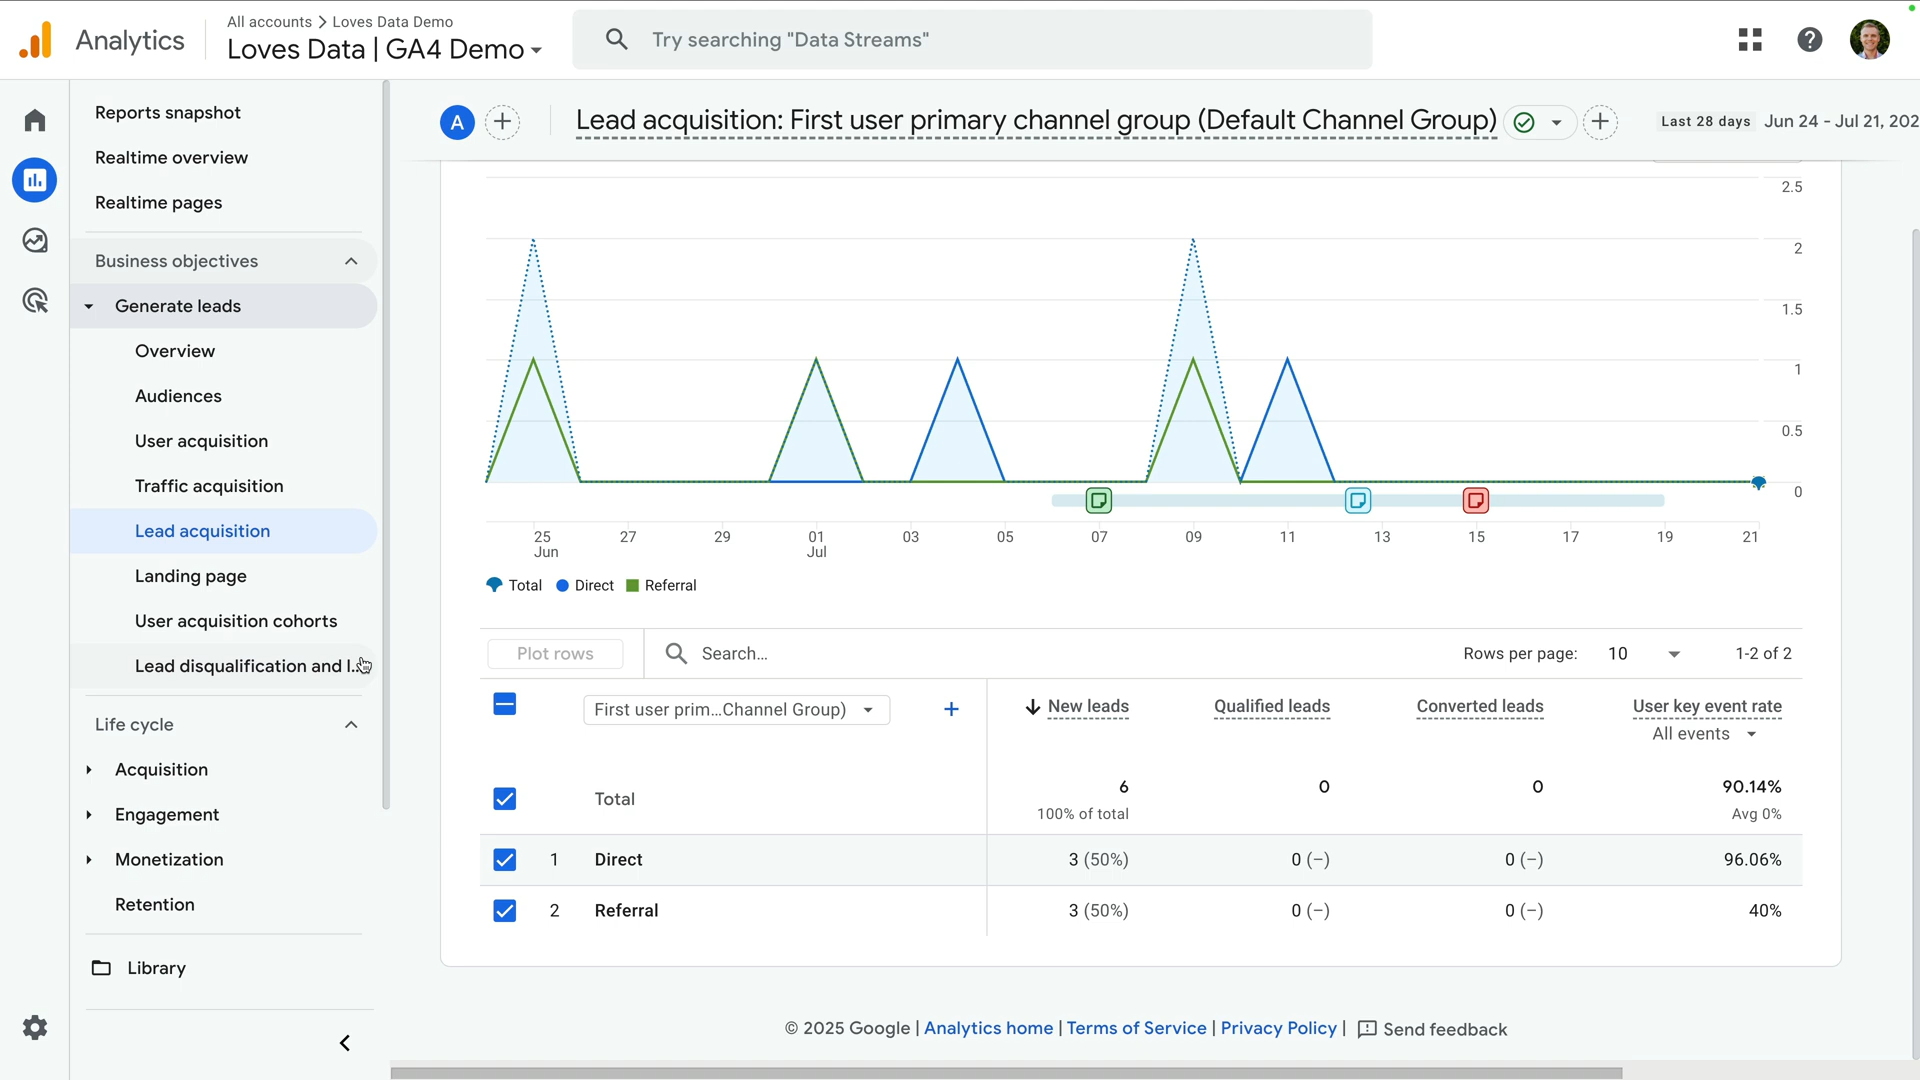 Analytics
All accounts > Loves Data Demo
Loves Data | GA4 Demo
Try searching "Data Streams"
Reports snapshot
Realtime overview
Realtime pages
Business objectives
Generate leads
Overview
Audiences
User acquisition
Traffic acquisition
Lead acquisition
Landing page
User acquisition cohorts
Lead disqualification and l...
Life cycle
Acquisition
Engagement
Monetization
Retention
Library
A
Lead acquisition: First user primary channel group (Default Channel Group)
Last 28 days Jun 24 - Jul 21, 202
2.5
2
1.5
1
0.5
0
25 27 29 01 03 05 07 09 11 13 15 17 19 21
Jun Jul
Total Direct Referral
Plot rows
Search...
Rows per page: 10 1-2 of 2
First user prim...Channel Group)
New leads Qualified leads Converted leads User key event rate
All events
Total 6 0 0 90.14%
100% of total Avg 0%
1 Direct 3 (50%) 0 (–) 0 (–) 96.06%
2 Referral 3 (50%) 0 (–) 0 (–) 40%
© 2025 Google | Analytics home | Terms of Service | Privacy Policy | Send feedback